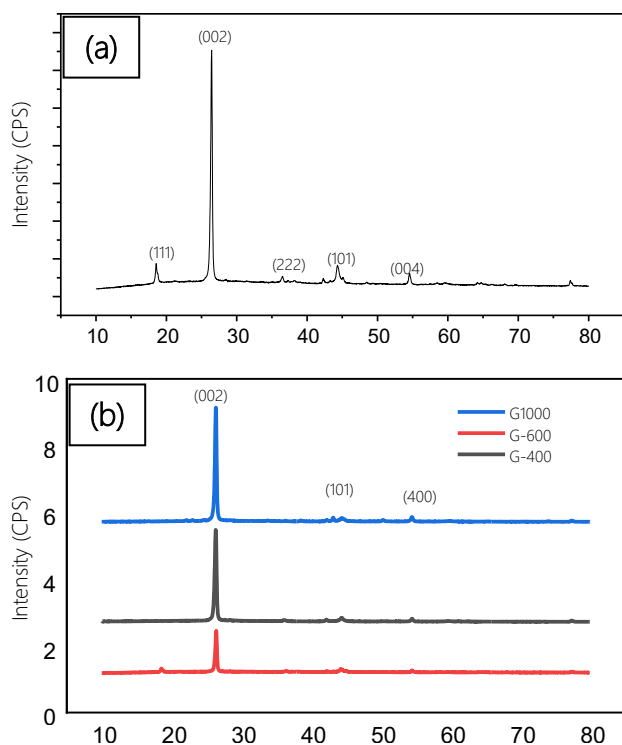 (a)
(002)
(111)
(222)
(101)
(004)
Intensity (CPS)
10 20 30 40 50 60 70 80
(b)
(002)
G1000
G-600
G-400
(101)
(400)
Intensity (CPS)
10
8
6
4
2
0
10 20 30 40 50 60 70 80